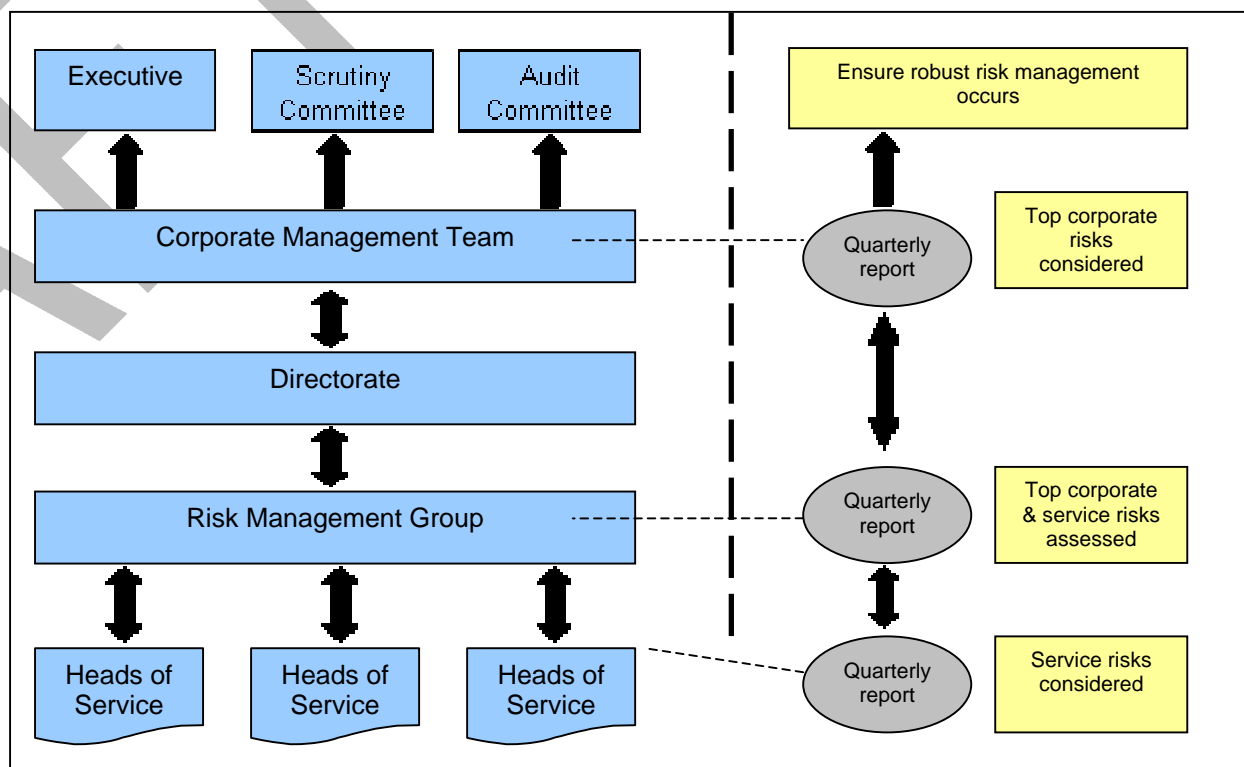 Executive
Scrutiny
Committee
Audit
Committee
Ensure robust risk management
occurs
Corporate Management Team
Quarterly
report
Top corporate
risks
considered
Directorate
Risk Management Group
Quarterly
report
Top corporate
& service risks
assessed
Heads of
Service
Heads of
Service
Heads of
Service
Quarterly
report
Service risks
considered